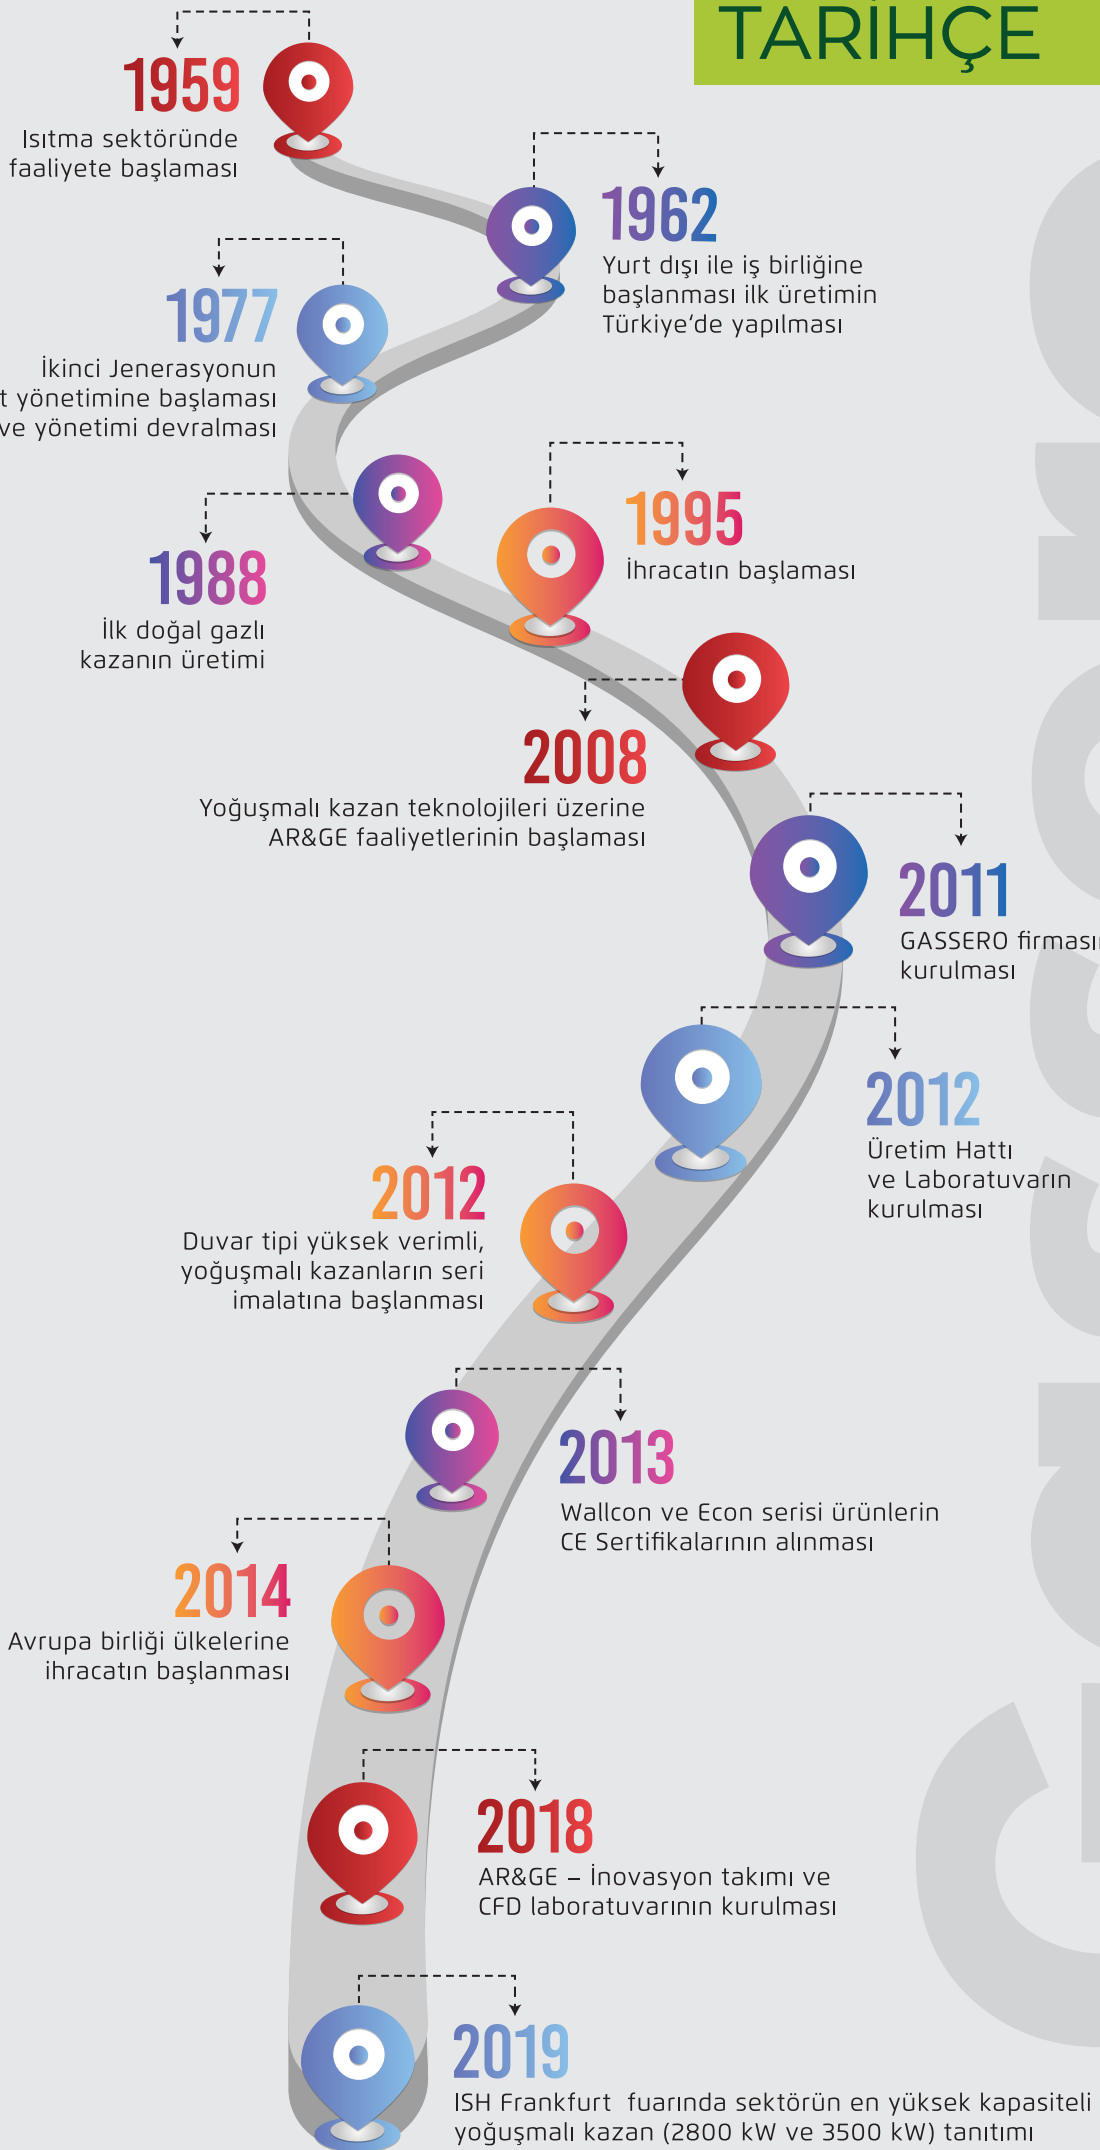 TARİHÇE
1959
Isıtma sektöründe
faaliyete başlaması
1962
Yurt dışı ile iş birliğine
başlanması ilk üretimin
Türkiye'de yapılması
1977
İkinci Jenerasyonun
yönetimine başlaması
ve yönetimi devralması
1988
İlk doğal gazlı
kazanın üretimi
1995
İhracatın başlaması
2008
Yoğuşmalı kazan teknolojileri üzerine
AR&GE faaliyetlerinin başlaması
2011
GASSERO
kurulması
2012
Üretim Hattı
ve Laboratuvarın
kurulması
2012
Duvar tipi yüksek verimli,
yoğuşmalı kazanların seri
imalatına başlanması
2013
Wallcon ve Econ serisi ürünlerin
CE Sertifikalarının alınması
2014
Avrupa birliği ülkelerine
ihracatın başlanması
2018
AR&GE – İnovasyon takımı ve
CFD laboratuvarının kurulması
2019
ISH Frankfurt fuarında sektörün en yüksek kapasiteli
yoğuşmalı kazan (2800 kW ve 3500 kW) tanıtımı